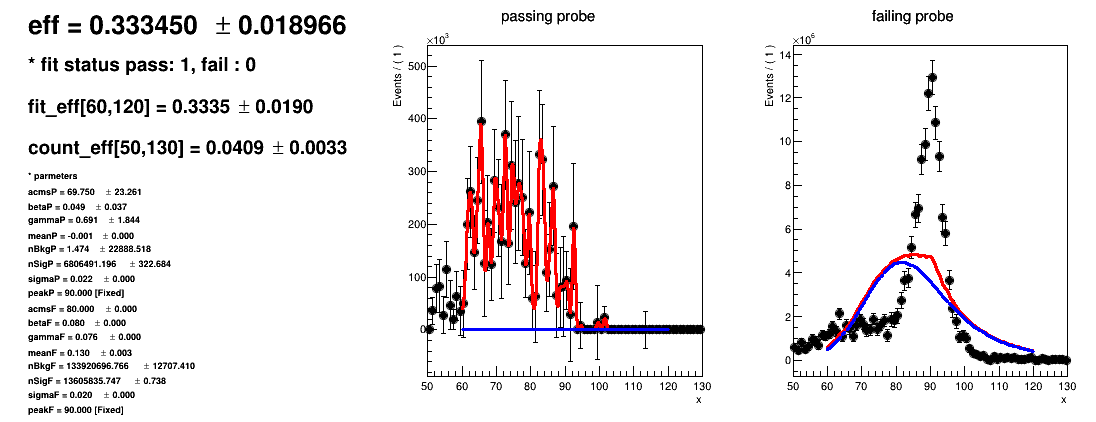 eff = 0.333450 ± 0.018966
* fit status pass: 1, fail : 0
fit_eff[60,120] = 0.3335 ± 0.0190
count_eff[50,130] = 0.0409 ± 0.0033
* parmeters
acmsP = 69.750 ± 23.261
betaP = 0.049 ± 0.037
gammaP = 0.691 ± 1.844
meanP = -0.001 ± 0.000
nBkgP = 1.474 ± 22888.518
nSigP = 6806491.196 ± 322.684
sigmaP = 0.022 ± 0.000
peakP = 90.000 [Fixed]
acmsF = 80.000 ± 0.000
betaF = 0.080 ± 0.000
gammaF = 0.076 ± 0.000
meanF = 0.130 ± 0.003
nBkgF = 133920696.766 ± 12707.410
nSigF = 13605835.747 ± 0.738
sigmaF = 0.020 ± 0.000
peakF = 90.000 [Fixed]
passing probe
×10³
Events / ( 1 )
500
400
300
200
100
0
50 60 70 80 90 100 110 120 130
x
failing probe
×10⁶
Events / ( 1 )
14
12
10
8
6
4
2
0
50 60 70 80 90 100 110 120 130
x